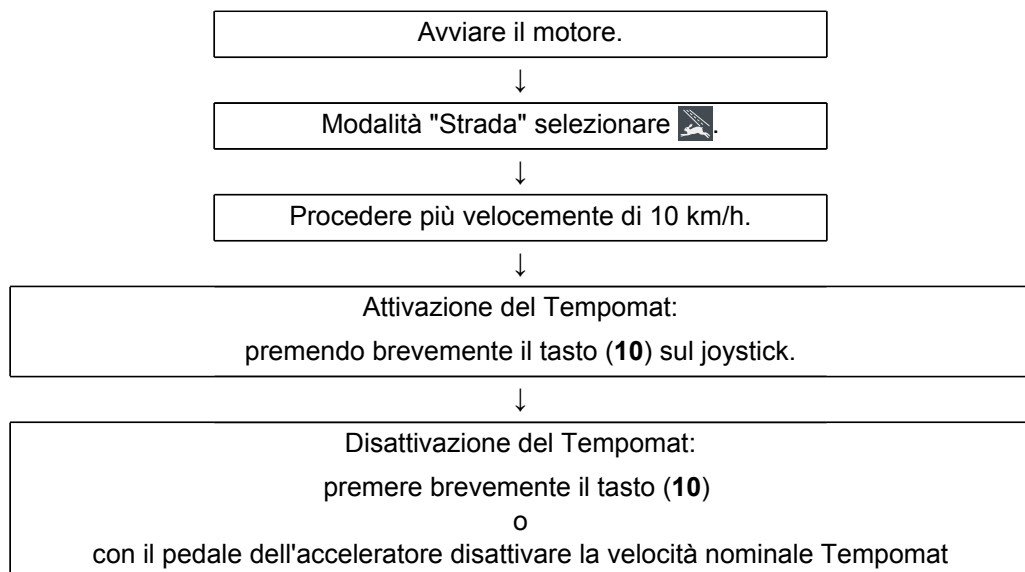 Avviare il motore.
↓
Modalità "Strada" selezionare .
↓
Procedere più velocemente di 10 km/h.
↓
Attivazione del Tempomat:
premendo brevemente il tasto (10) sul joystick.
↓
Disattivazione del Tempomat:
premere brevemente il tasto (10)
o
con il pedale dell'acceleratore disattivare la velocità nominale Tempomat